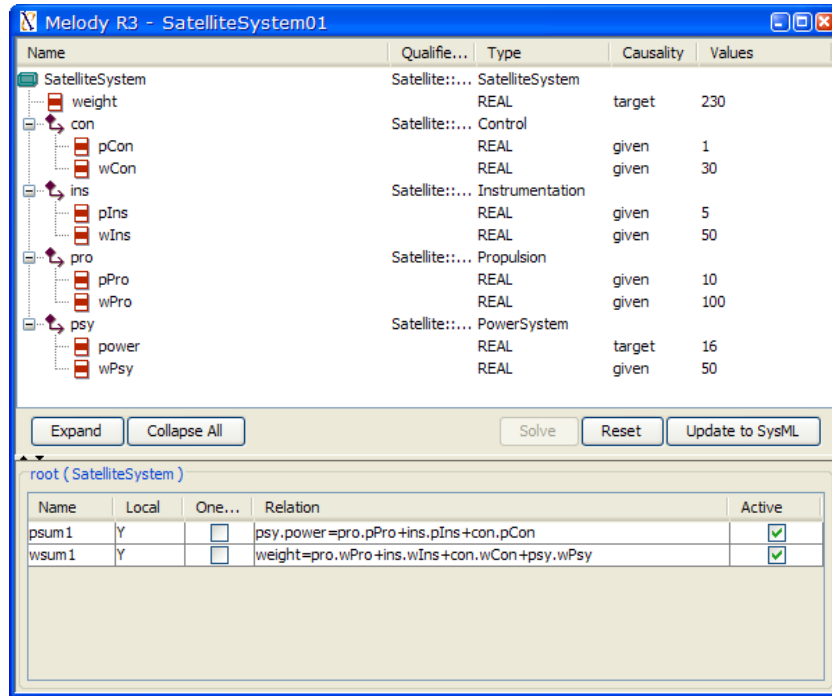 Melody R3 - SatelliteSystem01
Name Qualifie... Type Causality Values
SatelliteSystem Satellite::... SatelliteSystem
weight REAL target 230
con Satellite::... Control
pCon REAL given 1
wCon REAL given 30
ins Satellite::... Instrumentation
pIns REAL given 5
wIns REAL given 50
pro Satellite::... Propulsion
pPro REAL given 10
wPro REAL given 100
psy Satellite::... PowerSystem
power REAL target 16
wPsy REAL given 50
Expand Collapse All Solve Reset Update to SysML
root ( SatelliteSystem )
Name Local One... Relation Active
psum1 Y psy.power=pro.pPro+ins.pIns+con.pCon
wsum1 Y weight=pro.wPro+ins.wIns+con.wCon+psy.wPsy